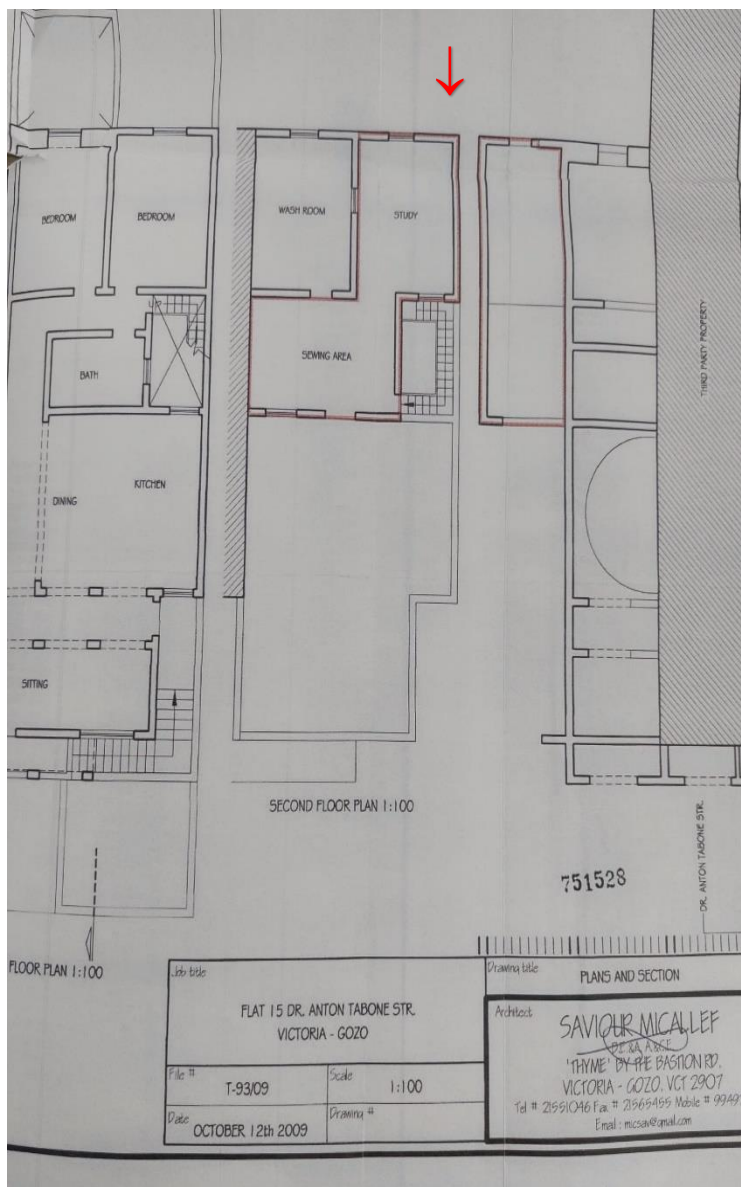 BEDROOM
BEDROOM
WASH ROOM
STUDY
SEWING AREA
BATH
KITCHEN
DINING
SITTING
THIRD PARTY PROPERTY
SECOND FLOOR PLAN 1:100
751528
DR. ANTON TABONE STR.
FLOOR PLAN 1:100
Job title
FLAT 15 DR. ANTON TABONE STR.
VICTORIA - GOZO
File #
T-93/09
Scale
1:100
Date
OCTOBER 12th 2009
Drawing #
Drawing title
PLANS AND SECTION
Architect
SAVIOUR MICALLEF
'THYME' BY THE BASTION RD.
VICTORIA - GOZO. VCT 2907
Tel # 21551046 Fax # 21565455 Mobile # 9949
Email : micsav@gmail.com